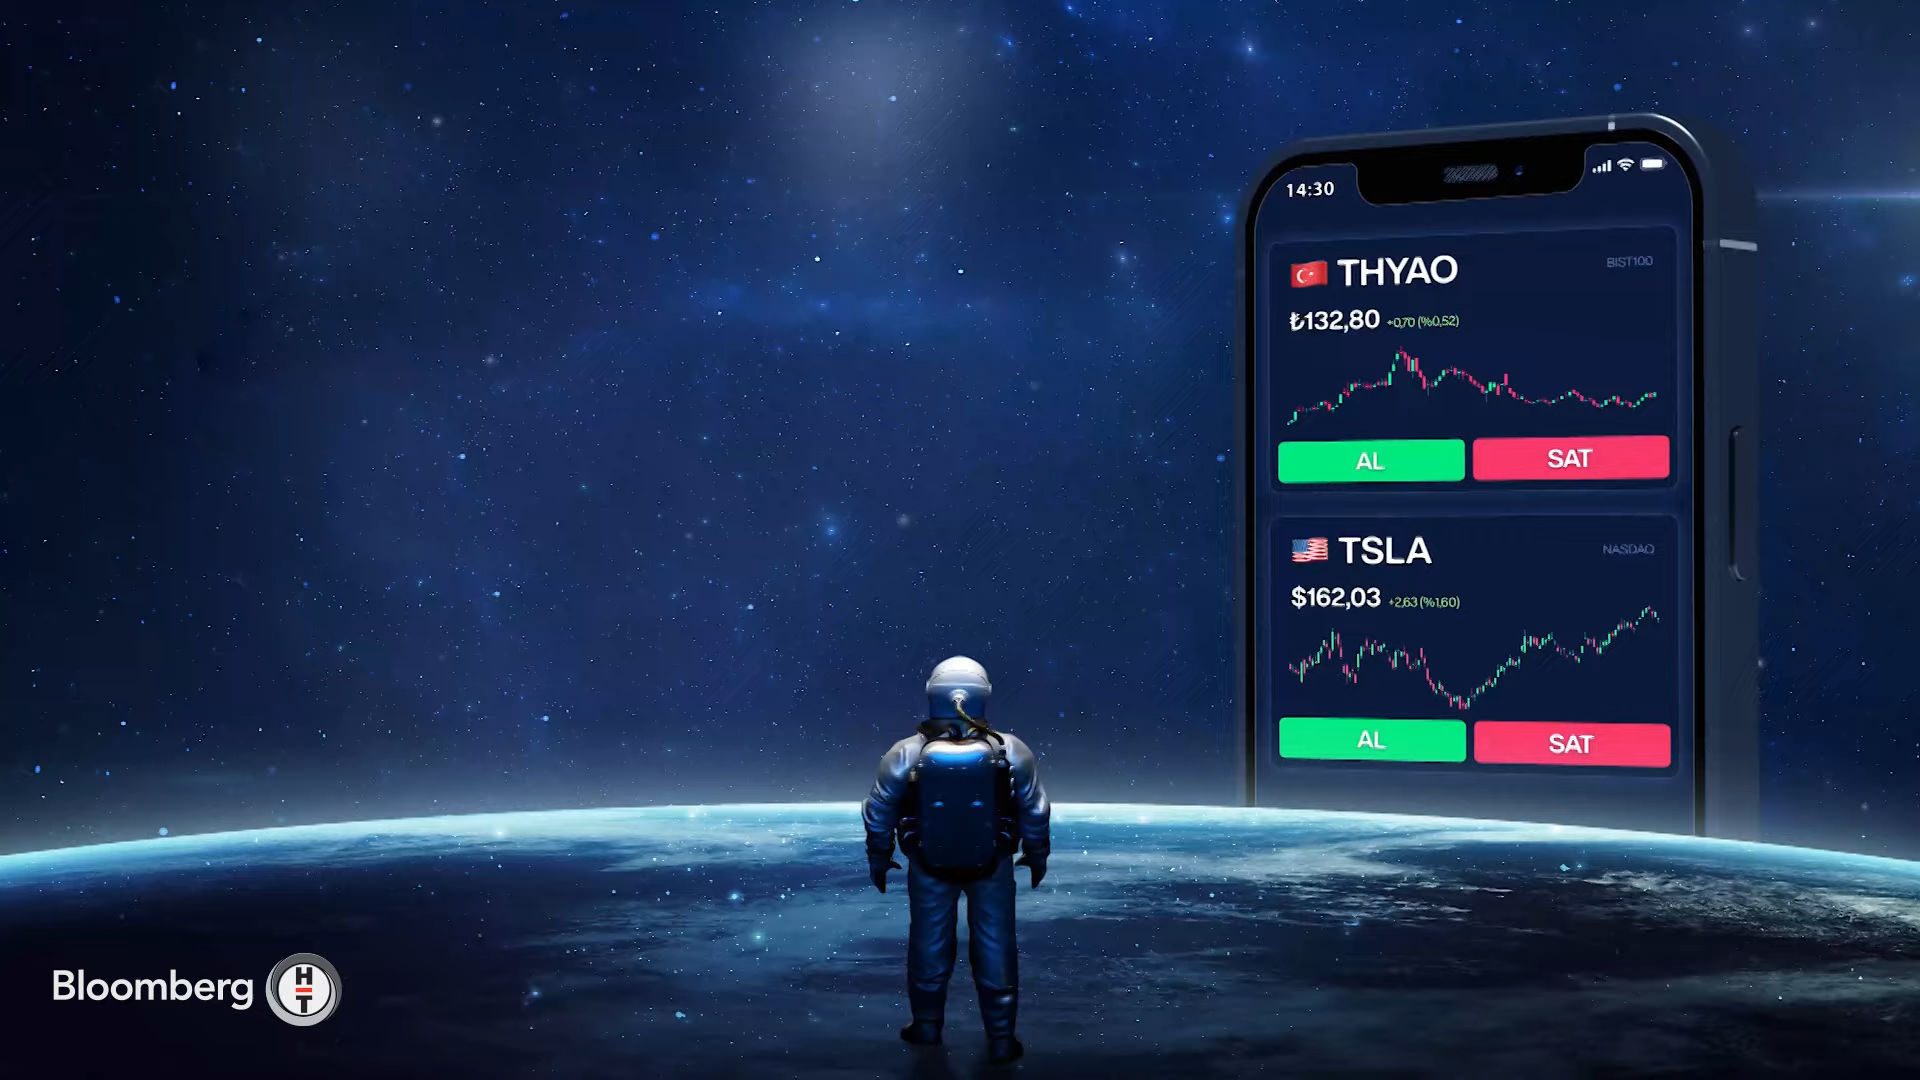 14:30
THYAO
BIST100
₺132,80 +0,70 (%0,52)
AL
SAT
TSLA
NASDAQ
$162,03 +2,63 (%1,60)
AL
SAT
Bloomberg HT